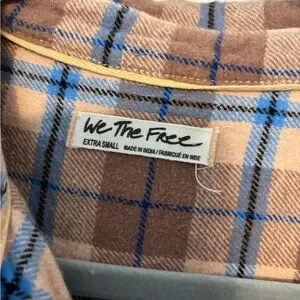 We The Free
EXTRA SMALL MADE IN INDIA / FABRIQUÉ EN INDE